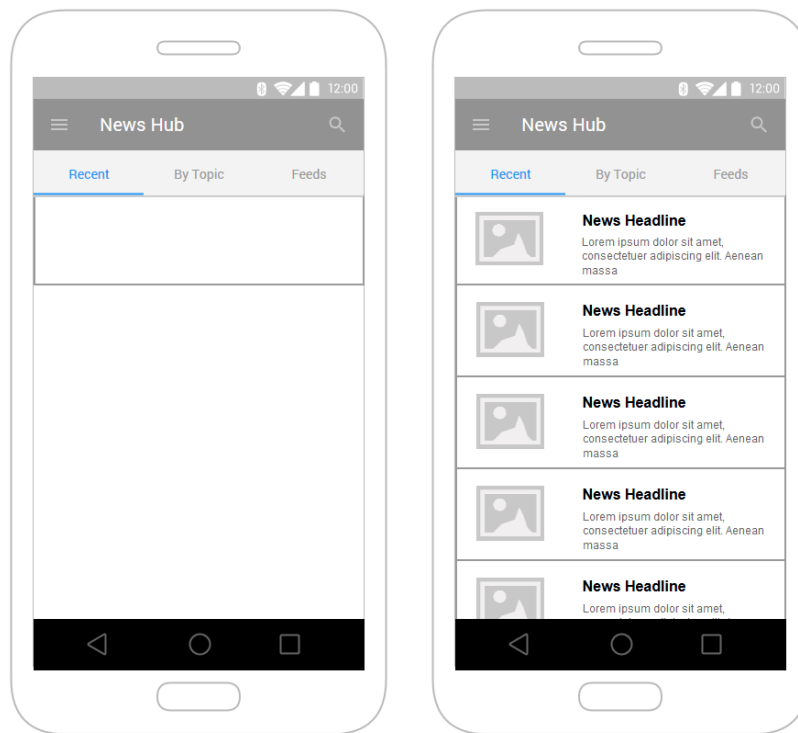 12:00
News Hub
Recent By Topic Feeds
12:00
News Hub
Recent By Topic Feeds
News Headline
Lorem ipsum dolor sit amet,
consectetuer adipiscing elit. Aenean
massa
News Headline
Lorem ipsum dolor sit amet,
consectetuer adipiscing elit. Aenean
massa
News Headline
Lorem ipsum dolor sit amet,
consectetuer adipiscing elit. Aenean
massa
News Headline
Lorem ipsum dolor sit amet,
consectetuer adipiscing elit. Aenean
massa
News Headline
Lorem ipsum dolor sit amet,